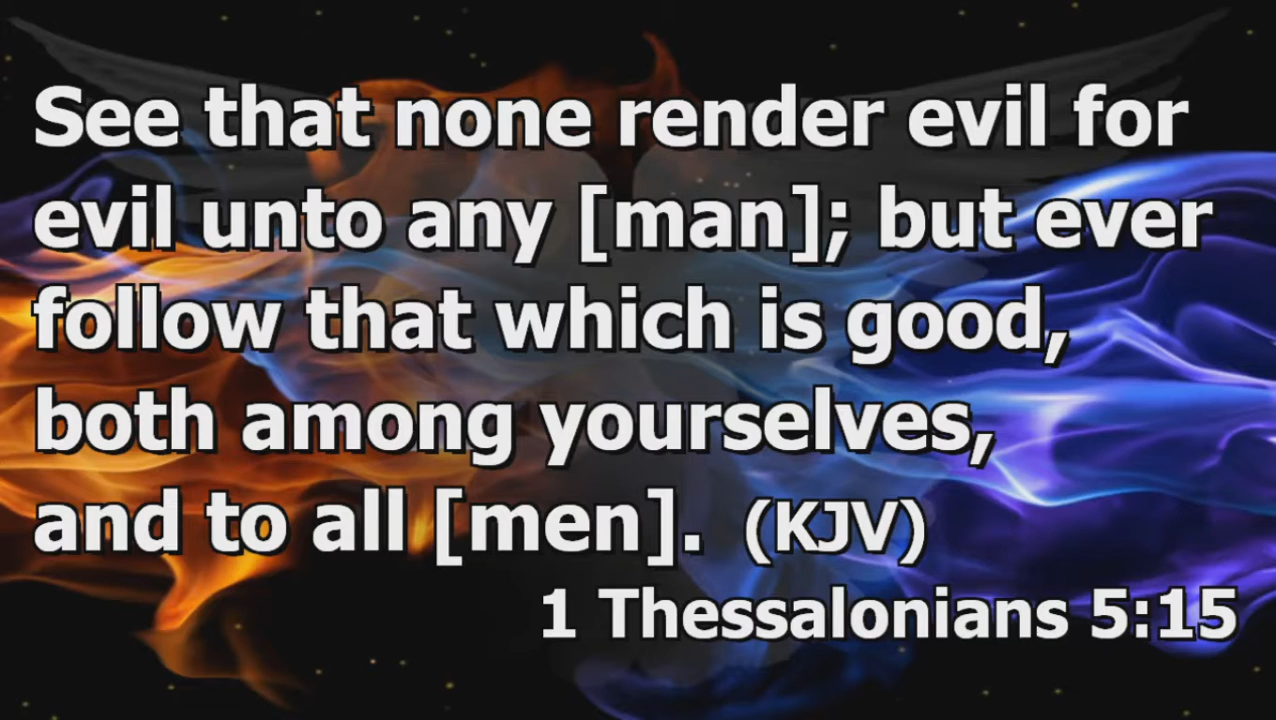 See that none render evil for
evil unto any [man]; but ever
follow that which is good,
both among yourselves,
and to all [men]. (KJV)
1 Thessalonians 5:15